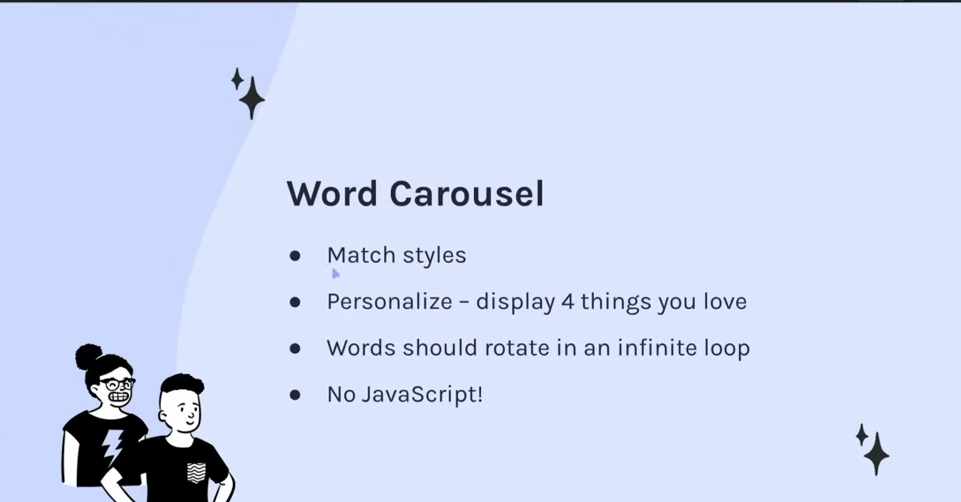 Word Carousel
● Match styles
● Personalize – display 4 things you love
● Words should rotate in an infinite loop
● No JavaScript!